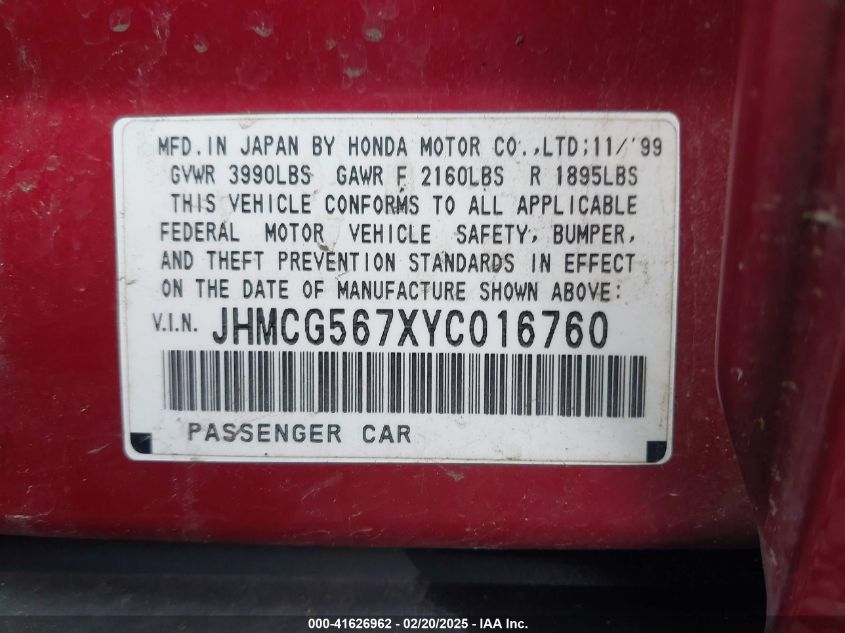 MFD. IN JAPAN BY HONDA MOTOR CO.,LTD;11/'99
GVWR 3990LBS GAWR F 2160LBS R 1895LBS
THIS VEHICLE CONFORMS TO ALL APPLICABLE
FEDERAL MOTOR VEHICLE SAFETY, BUMPER,
AND THEFT PREVENTION STANDARDS IN EFFECT
ON THE DATE OF MANUFACTURE SHOWN ABOVE:
V.I.N. JHMCG567XYC016760
PASSENGER CAR
000-41626962 - 02/20/2025 - IAA Inc.